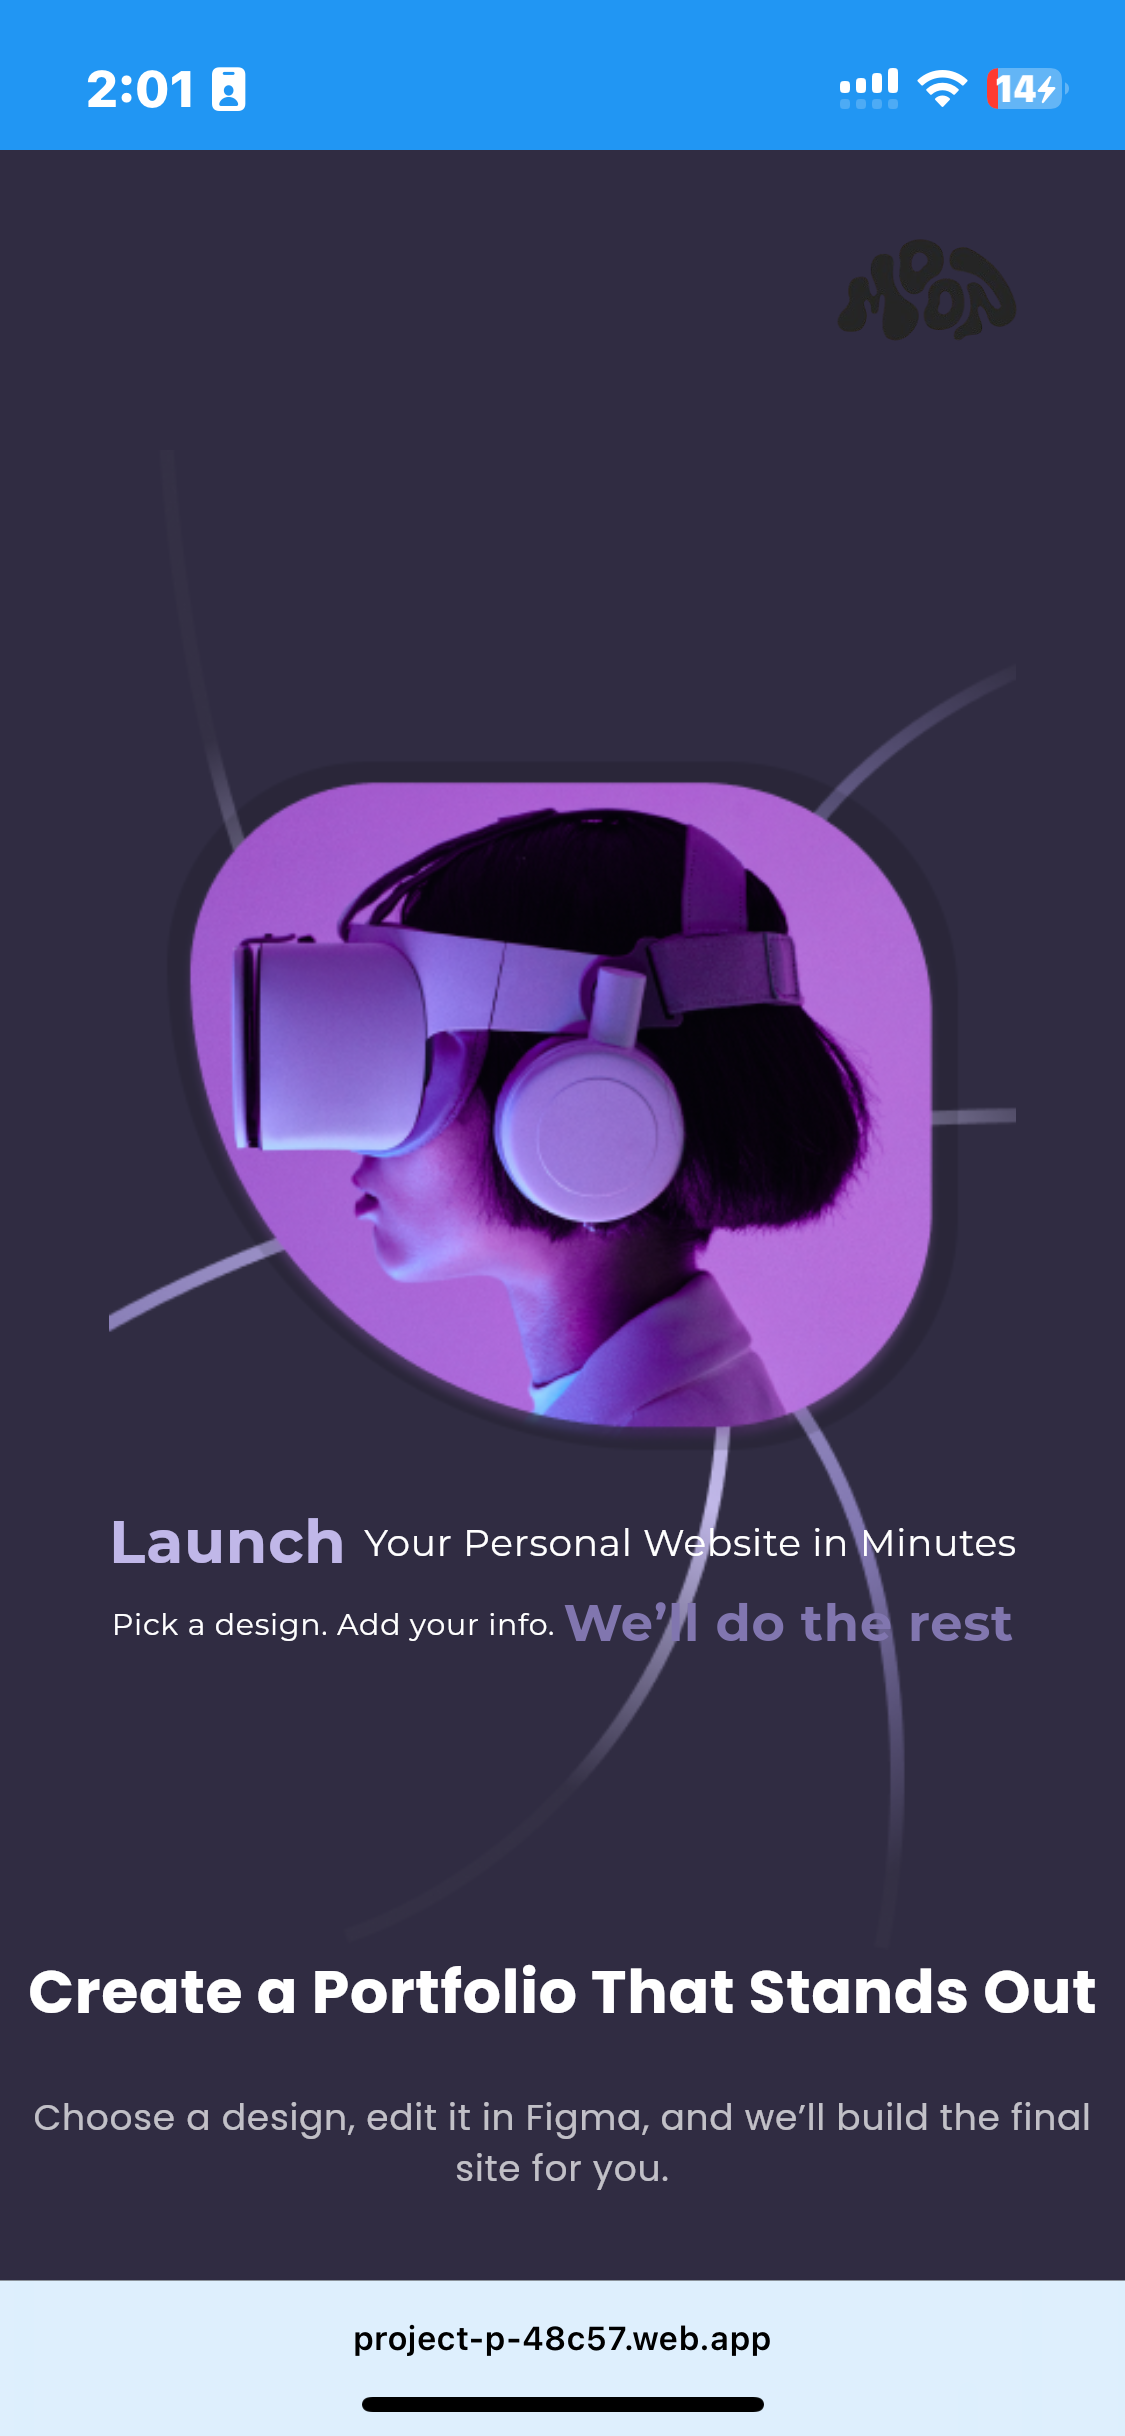 2:01
14
MOON
Launch Your Personal Website in Minutes
Pick a design. Add your info. We’ll do the rest
Create a Portfolio That Stands Out
Choose a design, edit it in Figma, and we’ll build the final
site for you.
project-p-48c57.web.app